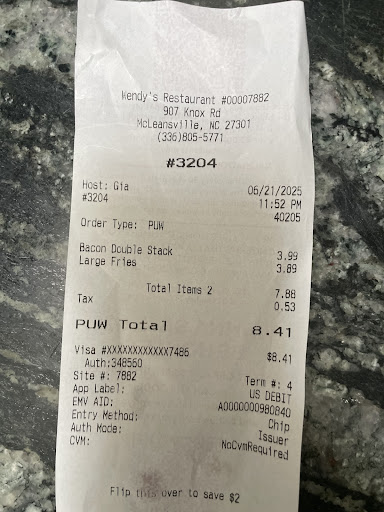 Wendy's Restaurant #00007882
907 Knox Rd
McLeansville, NC 27301
(336)805-5771
#3204
Host: Gia 06/21/2025
#3204 11:52 PM
40205
Order Type: PUW
Bacon Double Stack 3.99
Large Fries 3.89
Total Items 2 7.88
Tax 0.53
PUW Total 8.41
Visa #XXXXXXXXXXXX7485 $8.41
Auth:348560
Site #: 7882 Term #: 4
App Label: US DEBIT
EMV AID: A0000000980840
Entry Method: Chip
Auth Mode: Issuer
CVM: NoCvmRequired
Flip this over to save $2